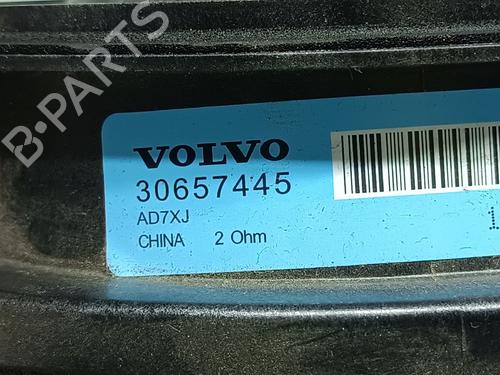 B-PARTS
VOLVO
30657445
AD7XJ
CHINA 2 Ohm